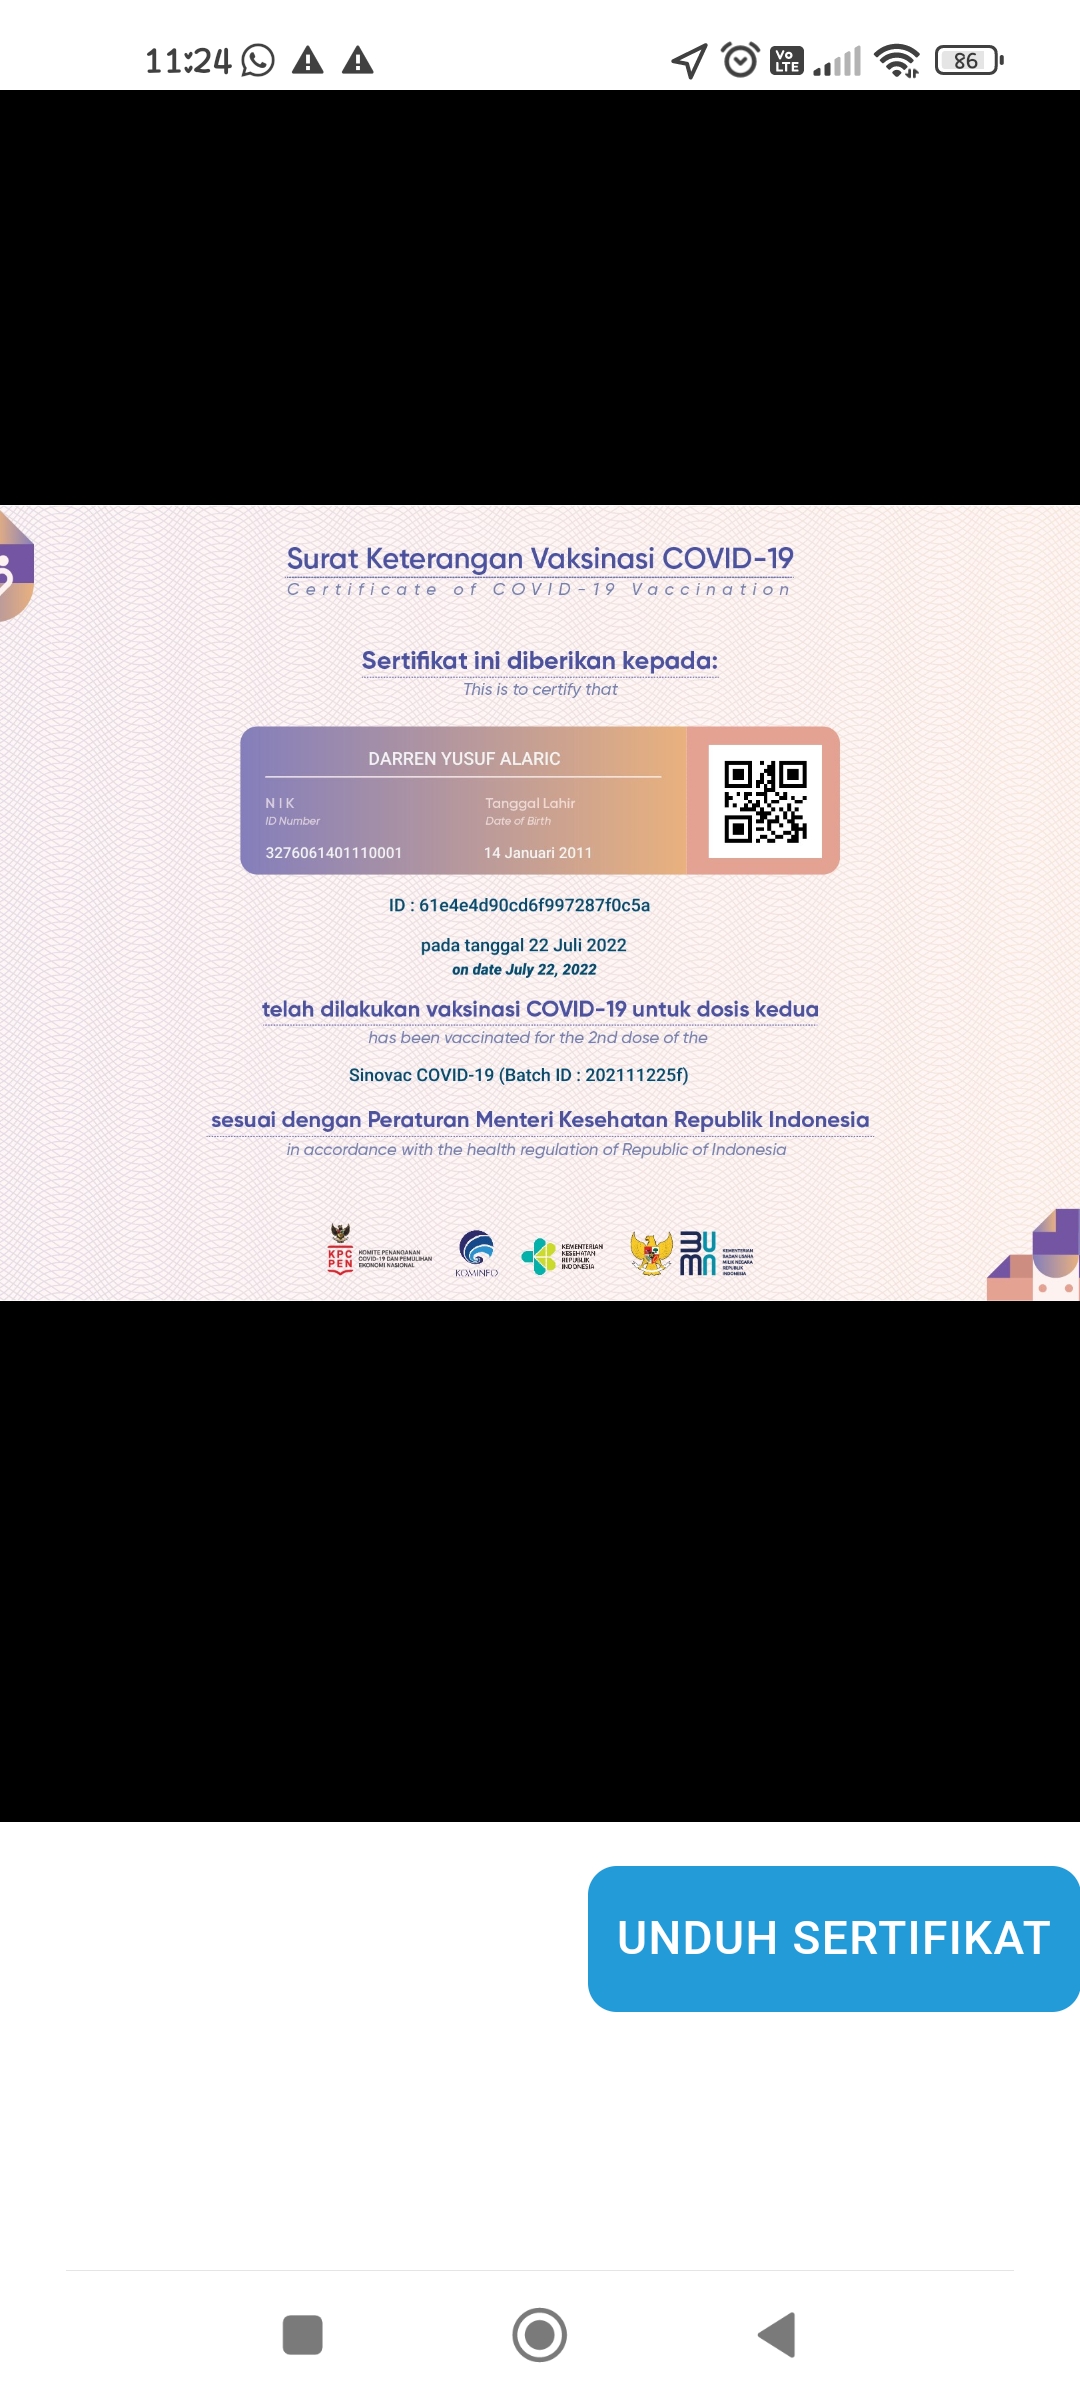 11:24
Vo LTE
86
Surat Keterangan Vaksinasi COVID-19
Certificate of COVID-19 Vaccination
Sertifikat ini diberikan kepada:
This is to certify that
DARREN YUSUF ALARIC
NIK
Tanggal Lahir
ID Number
Date of Birth
3276061401110001
14 Januari 2011
ID : 61e4e4d90cd6f997287f0c5a
pada tanggal 22 Juli 2022
on date July 22, 2022
telah dilakukan vaksinasi COVID-19 untuk dosis kedua
has been vaccinated for the 2nd dose of the
Sinovac COVID-19 (Batch ID : 202111225f)
sesuai dengan Peraturan Menteri Kesehatan Republik Indonesia
in accordance with the health regulation of Republic of Indonesia
KPC
PEN
KOMITE PENANGANAN
COVID-19 DAN PEMULIHAN
EKONOMI NASIONAL
KOMINFO
KEMENTERIAN
KESEHATAN
REPUBLIK
INDONESIA
BUMN
KEMENTERIAN
BADAN USAHA
MILIK NEGARA
REPUBLIK
INDONESIA
UNDUH SERTIFIKAT